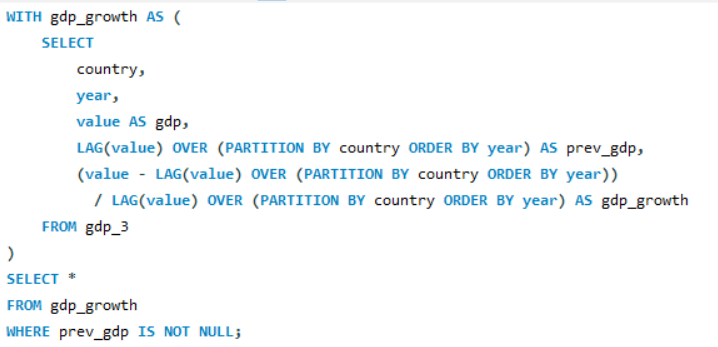 WITH gdp_growth AS (
    SELECT
        country,
        year,
        value AS gdp,
        LAG(value) OVER (PARTITION BY country ORDER BY year) AS prev_gdp,
        (value - LAG(value) OVER (PARTITION BY country ORDER BY year))
          / LAG(value) OVER (PARTITION BY country ORDER BY year) AS gdp_growth
    FROM gdp_3
)
SELECT *
FROM gdp_growth
WHERE prev_gdp IS NOT NULL;